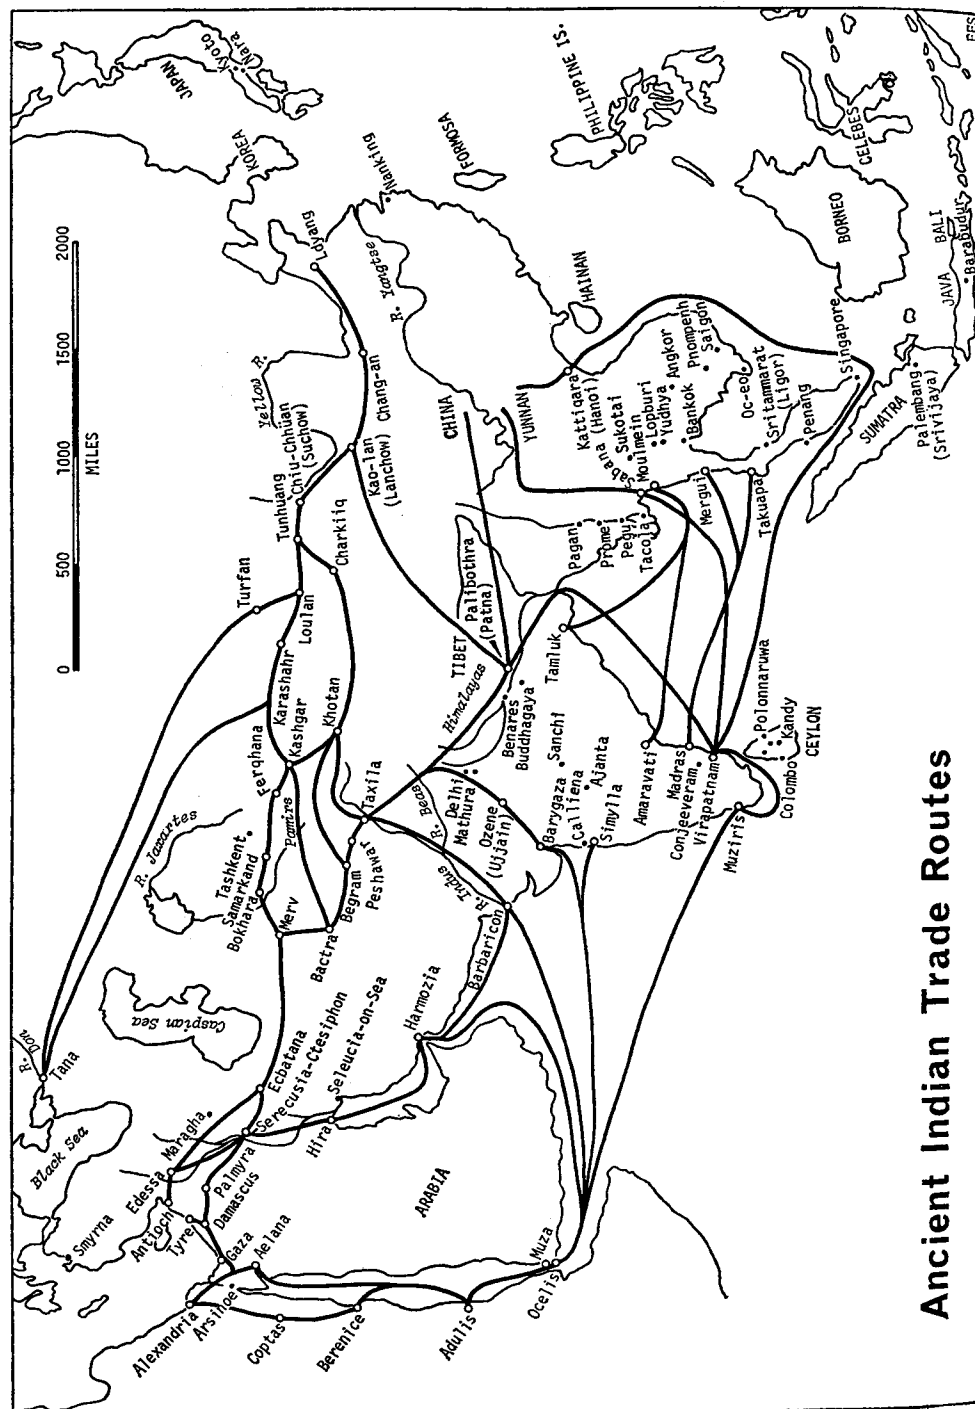 Ancient Indian Trade Routes
0 500 1000 1500 2000
MILES
R. Don
Tana
Black Sea
Caspian Sea
Smyrna
Maragha
Edessa
Antioch
Tyre
Palmyra
Damascus
Gaza
Aelana
Alexandria
Arsinoe
Coptas
Berenice
Adulis
Muza
Ocelis
ARABIA
Ecbatana
Serecusia-Ctesiphon
Seleucia-on-Sea
Hira
Harmozia
Barbaricon
R. Indus
R. Jaxartes
Tashkent
Samarkand
Bokhara
Merv
Bactra
Begram
Peshawar
Taxila
Pamirs
Ferghana
Kashgar
Karashahr
Khotan
Turfan
Loulan
Tunhuang
Chiu-Chhüan
(Suchow)
Charkiiq
Yellow R.
Kao-lan
(Lanchow)
Chang-an
Loyang
R. Yangtse
Nanking
KOREA
JAPAN
Kyoto
Nara
FORMOSA
PHILIPPINE IS.
HAINAN
CHINA
YUNNAN
TIBET
Himalayas
Palibothra
(Patna)
R. Beas
Delhi
Mathura
Ozene
(Ujjain)
Benares
Buddhagaya
Sanchi
Ajanta
Barygaza
Calliena
Simylla
Tamluk
Amaravati
Madras
Conjeeveram
Virapatnam
Muziris
Colombo
Polonnaruwa
Kandy
CEYLON
Pagan
Prome
Pegu
Tacola
Sabana
Moulmein
Kattigara
(Hanoi)
Sukotai
Lopburi
Yudhya
Bankok
Angkor
Pnompenh
Saigon
Oc-eo
Mergui
Takuapa
Sritammarat
(Ligor)
Penang
Singapore
SUMATRA
Palembang
(Srivijaya)
BORNEO
CELEBES
JAVA
BALI
Barabudur